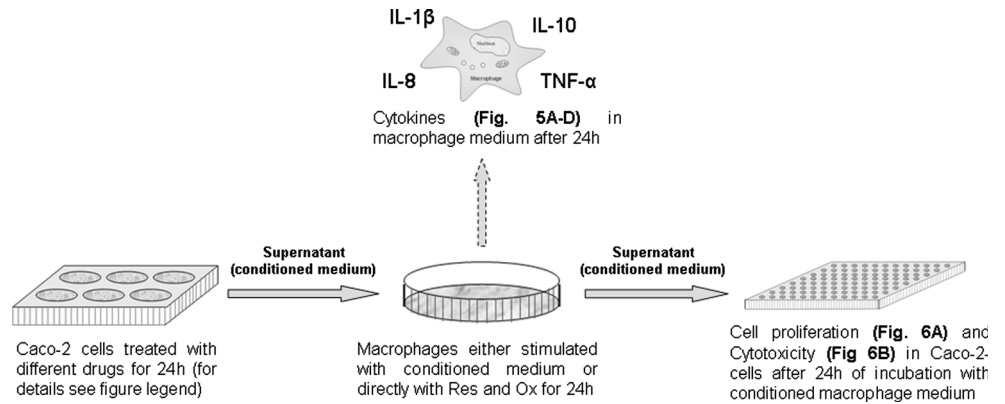 IL-1β
IL-10
Nucleus
Macrophage
IL-8
TNF-α
Cytokines (Fig. 5A-D) in
macrophage medium after 24h
Supernatant
(conditioned medium)
Supernatant
(conditioned medium)
Caco-2 cells treated with
different drugs for 24h (for
details see figure legend)
Macrophages either stimulated
with conditioned medium or
directly with Res and Ox for 24h
Cell proliferation (Fig. 6A) and
Cytotoxicity (Fig 6B) in Caco-2-
cells after 24h of incubation with
conditioned macrophage medium